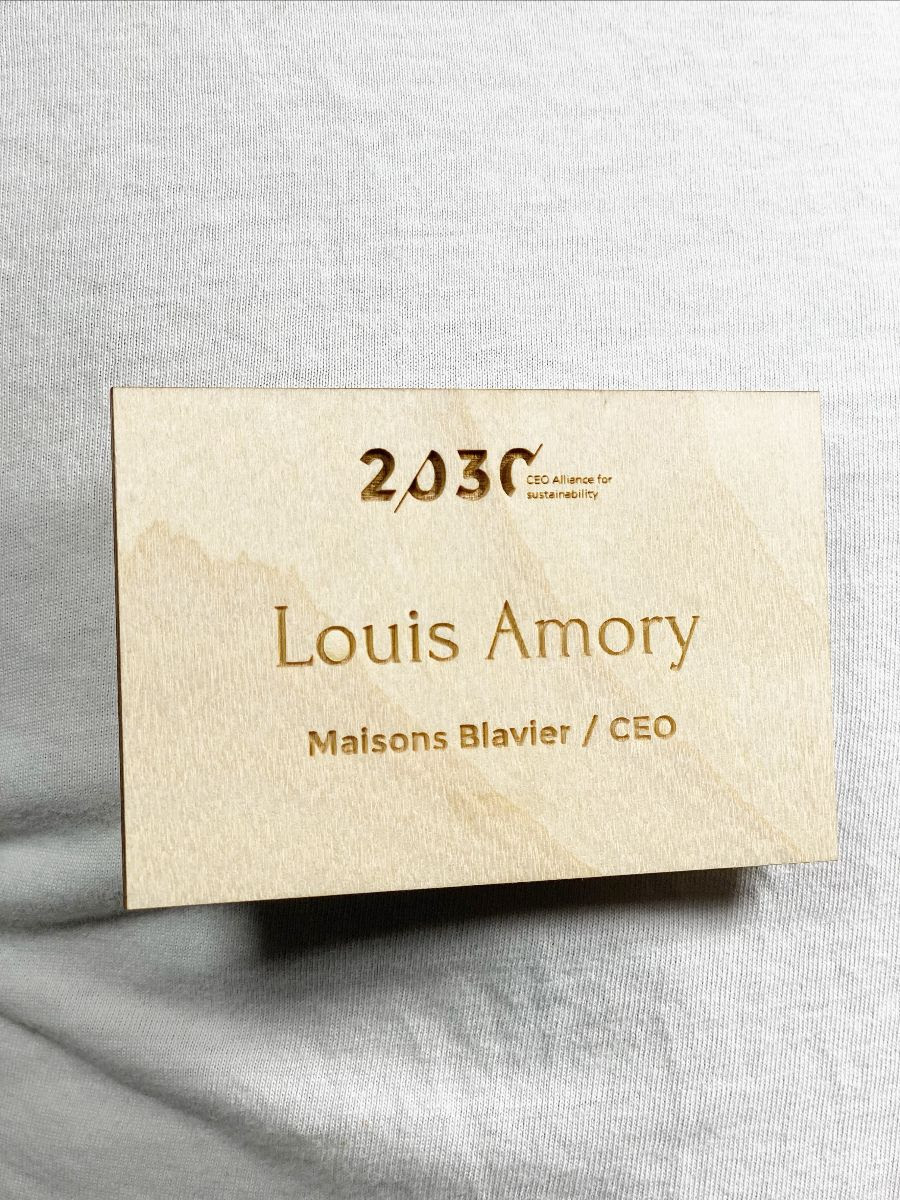 2030
CEO Alliance for
sustainability
Louis Amory
Maisons Blavier / CEO